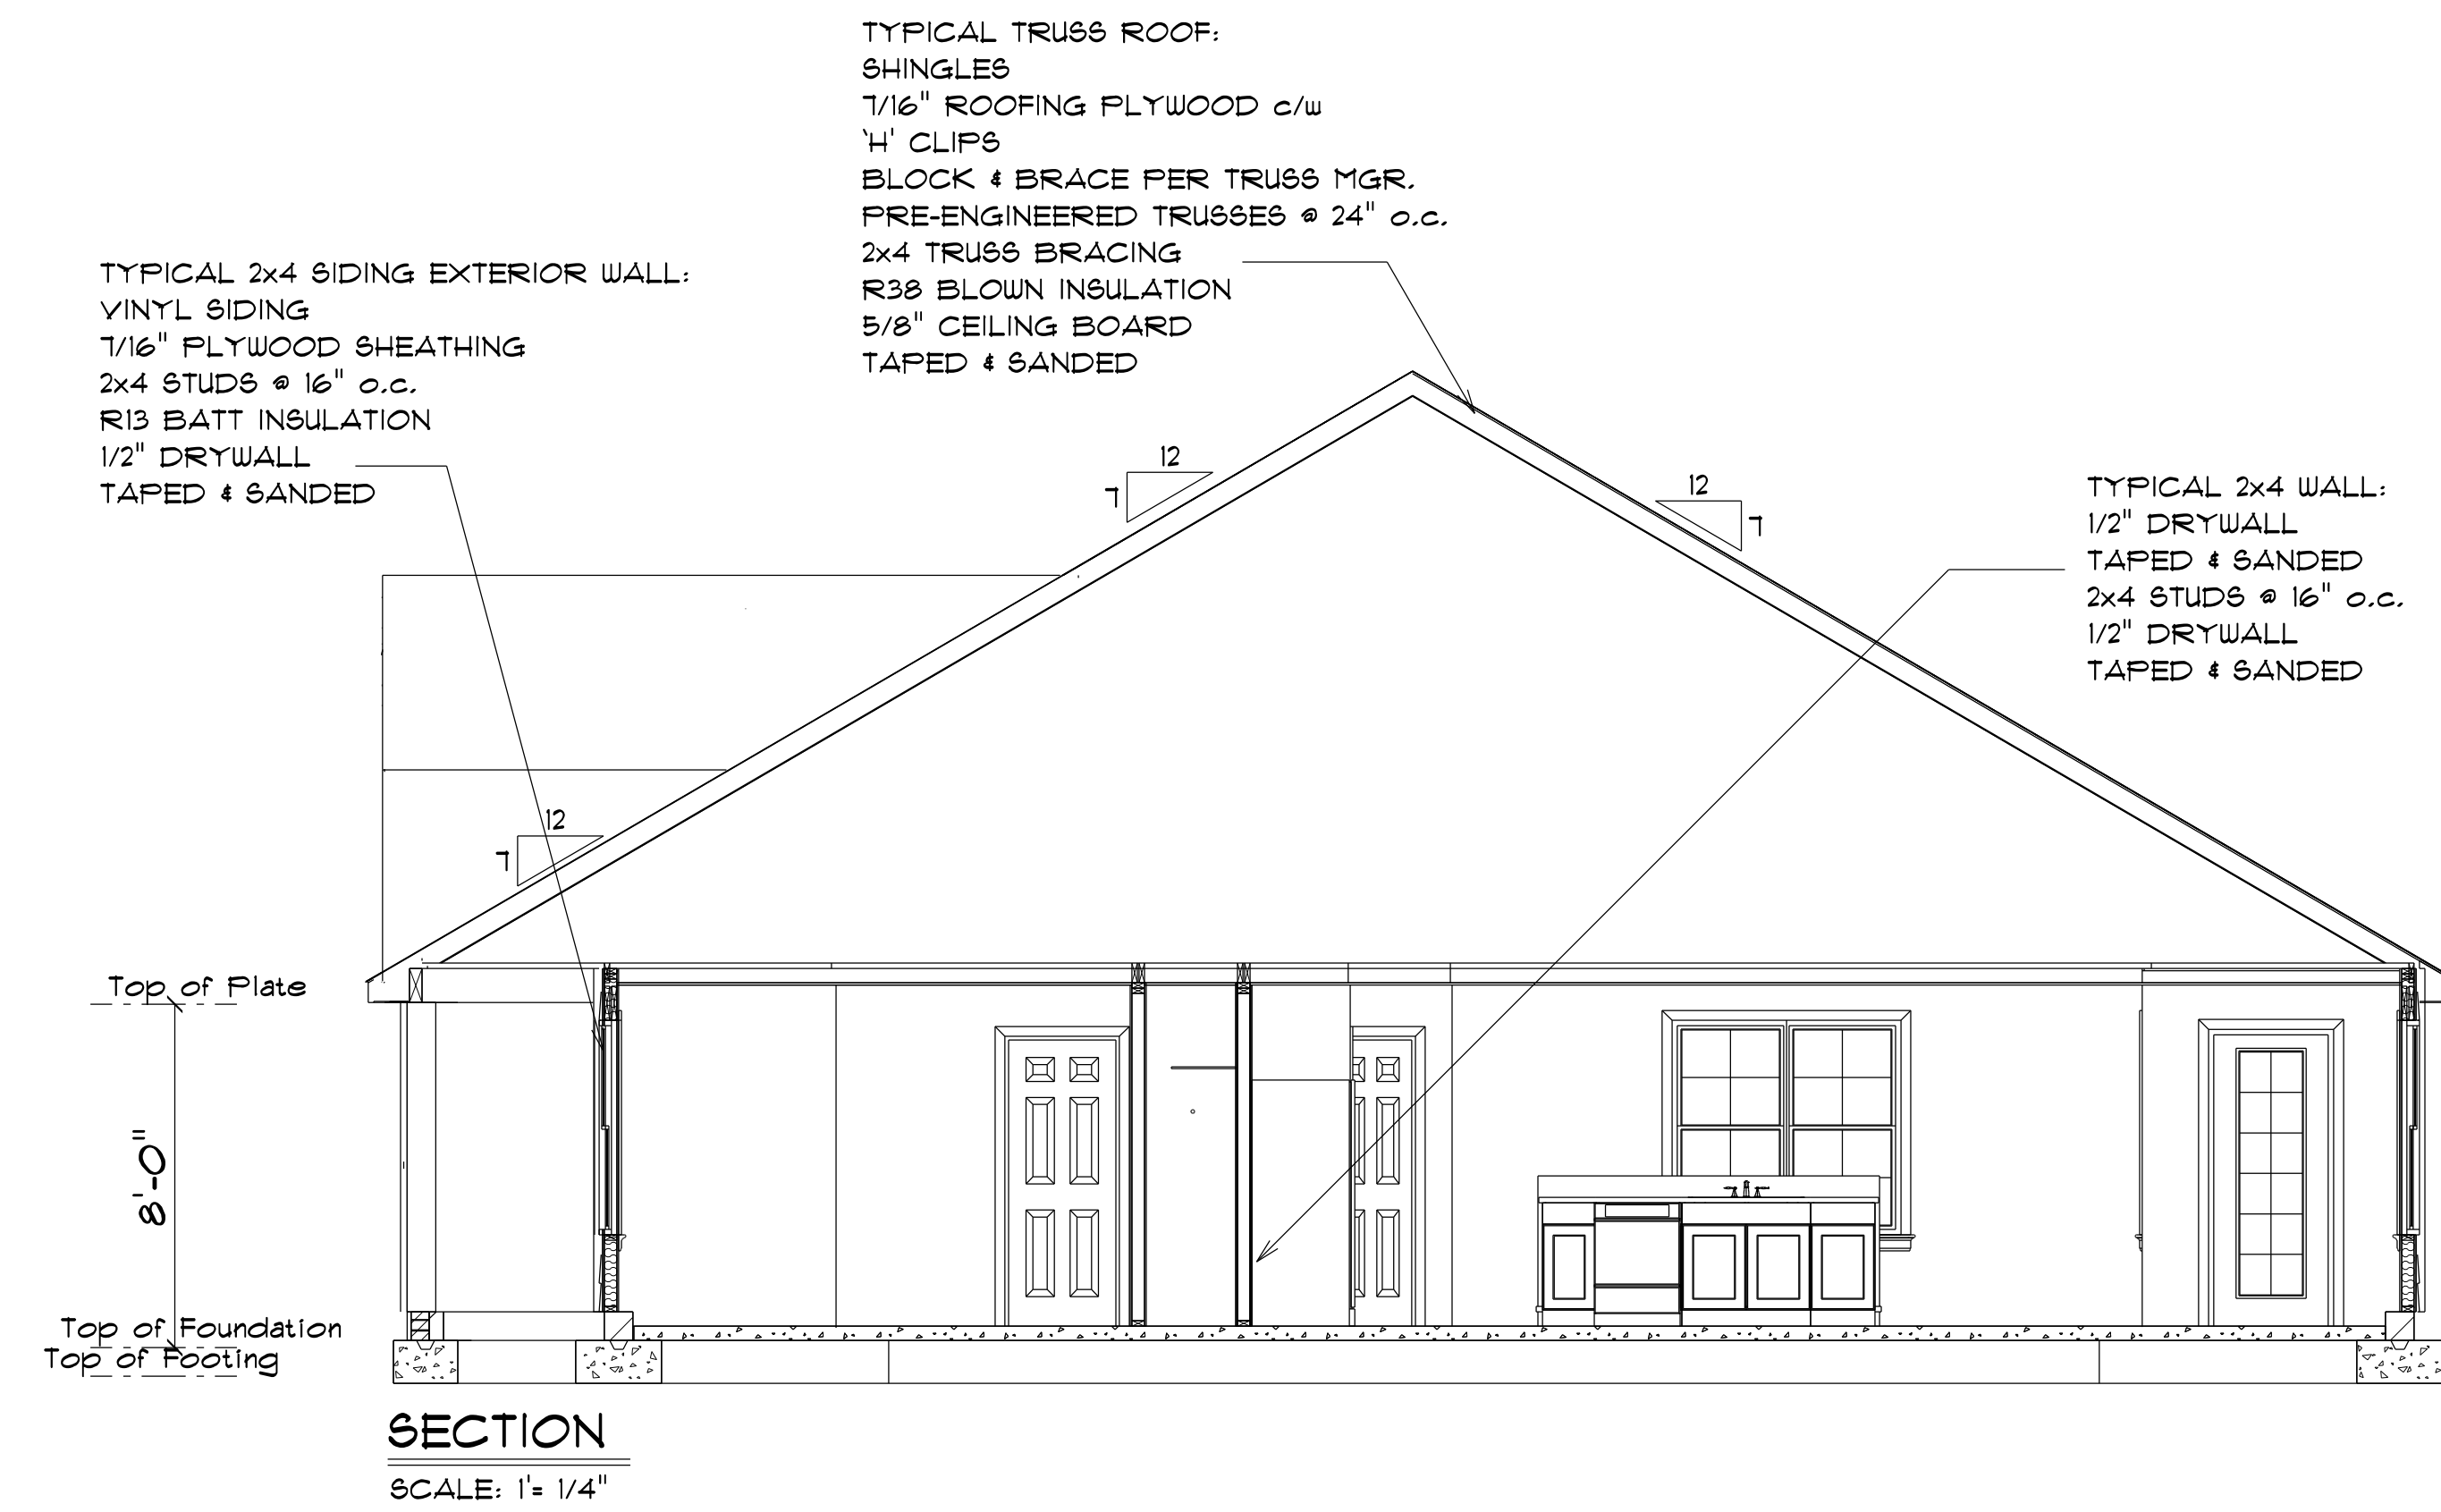 TYPICAL TRUSS ROOF:
SHINGLES
7/16" ROOFING PLYWOOD c/w
'H' CLIPS
BLOCK & BRACE PER TRUSS MGR.
PRE-ENGINEERED TRUSSES @ 24" o.c.
2x4 TRUSS BRACING
R38 BLOWN INSULATION
5/8" CEILING BOARD
TAPED & SANDED
TYPICAL 2x4 SIDING EXTERIOR WALL:
VINYL SIDING
7/16" PLYWOOD SHEATHING
2x4 STUDS @ 16" o.c.
R13 BATT INSULATION
1/2" DRYWALL
TAPED & SANDED
12
7
12
7
TYPICAL 2x4 WALL:
1/2" DRYWALL
TAPED & SANDED
2x4 STUDS @ 16" o.c.
1/2" DRYWALL
TAPED & SANDED
12
7
Top of Plate
8'-0"
Top of Foundation
Top of Footing
SECTION
SCALE: 1'= 1/4"